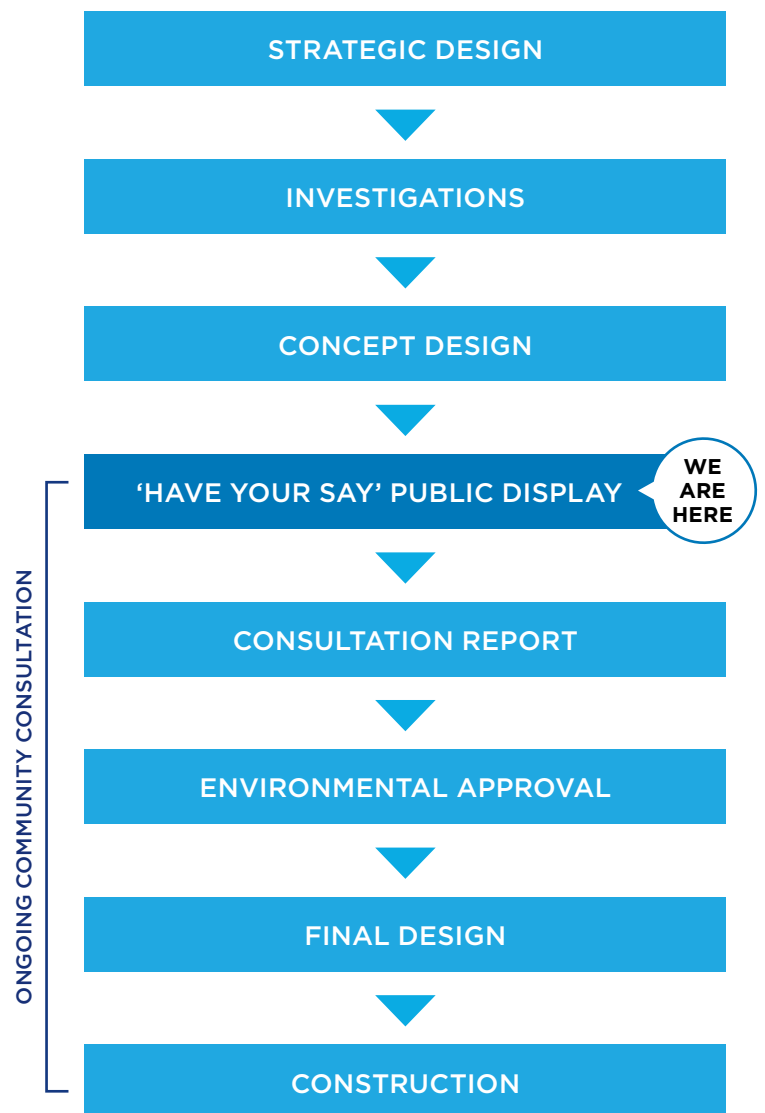 STRATEGIC DESIGN
INVESTIGATIONS
CONCEPT DESIGN
‘HAVE YOUR SAY’ PUBLIC DISPLAY
WE
ARE
HERE
CONSULTATION REPORT
ENVIRONMENTAL APPROVAL
FINAL DESIGN
CONSTRUCTION
ONGOING COMMUNITY CONSULTATION